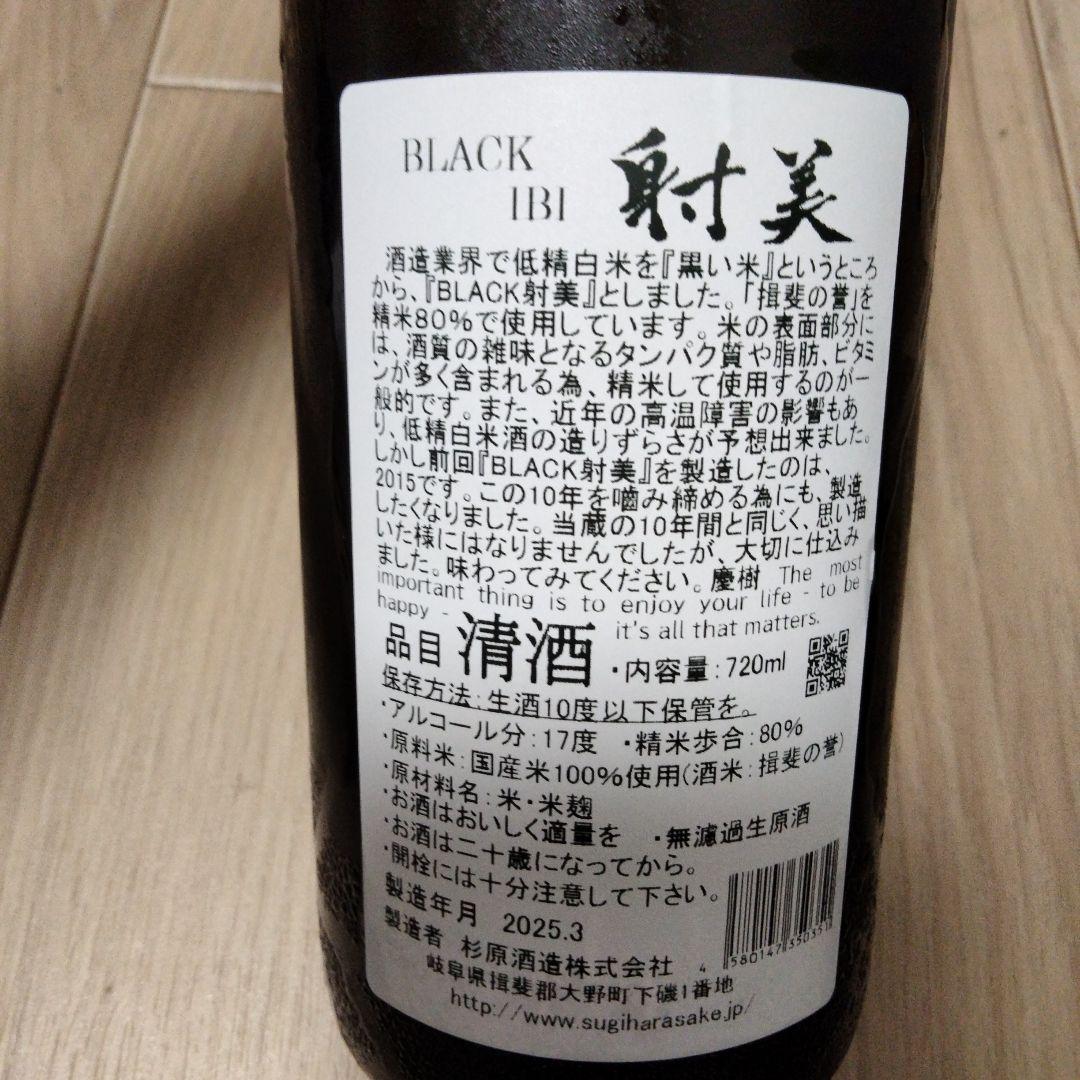 BLACK
IBI
射美
酒造業界で低精白米を『黒い米』というところ
から、『BLACK射美』としました。「揖斐の誉」を
精米80%で使用しています。米の表面部分に
は、酒質の雑味となるタンパク質や脂肪、ビタミ
ンが多く含まれる為、精米して使用するのが一
般的です。また、近年の高温障害の影響もあ
り、低精白米酒の造りずらさが予想出来ました。
しかし前回『BLACK射美』を製造したのは、
2015です。この10年を嚙み締める為にも、製造
したくなりました。当蔵の10年間と同じく、思い描
いた様にはなりませんでしたが、大切に仕込み
ました。味わってみてください。慶樹 The most
important thing is to enjoy your life - to be
happy - it's all that matters.
品目 清酒 ・内容量:720ml
保存方法:生酒10度以下保管を。
・アルコール分:17度 ・精米歩合:80%
・原料米:国産米100%使用(酒米:揖斐の誉)
・原材料名:米・米麹
・お酒はおいしく適量を ・無濾過生原酒
・お酒は二十歳になってから。
・開栓には十分注意して下さい。
製造年月 2025.3
製造者 杉原酒造株式会社
4 580147 350351
岐阜県揖斐郡大野町下磯1番地
http://www.sugiharasake.jp/